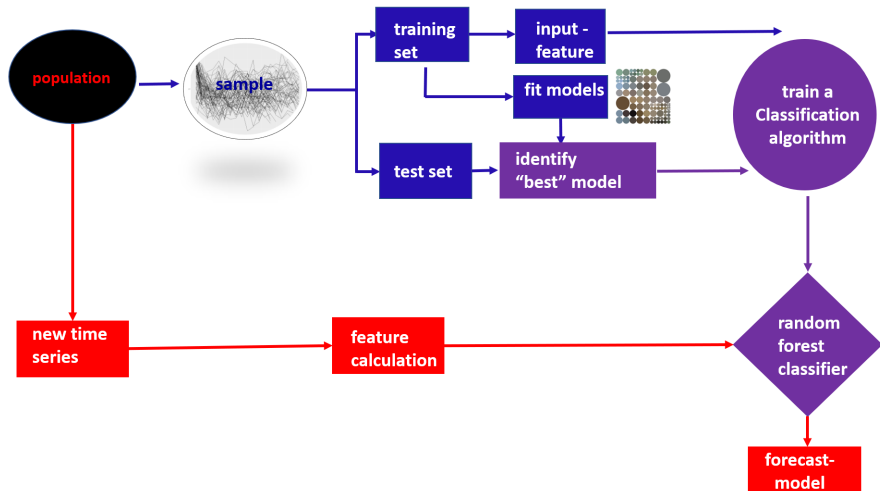 population
sample
training
set
input -
feature
fit models
test set
identify
“best” model
train a
Classification
algorithm
new time
series
feature
calculation
random
forest
classifier
forecast-
model